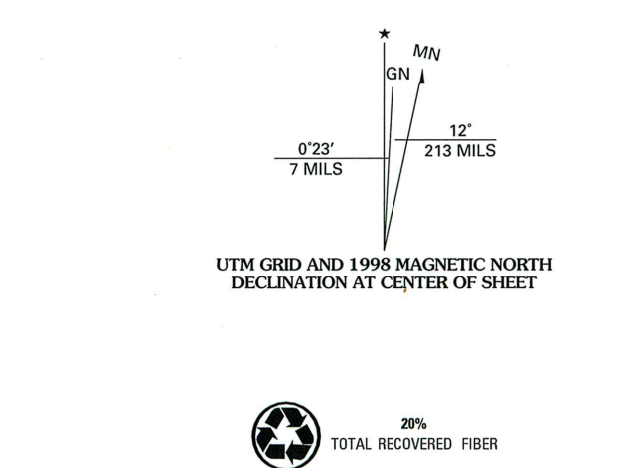 ★
MN
GN
0°23′
7 MILS
12°
213 MILS
UTM GRID AND 1998 MAGNETIC NORTH
DECLINATION AT CENTER OF SHEET
20%
TOTAL RECOVERED FIBER